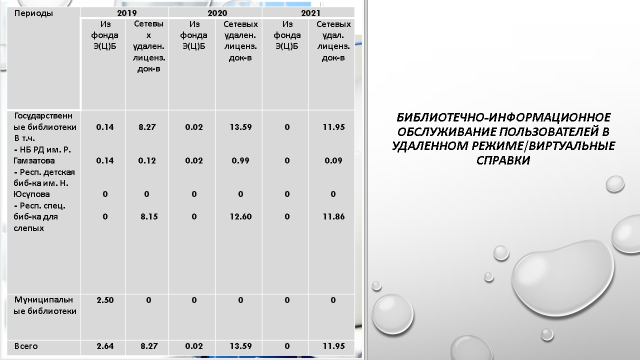 Периоды 2019 2020 2021
Из фонда Э(Ц)Б Сетевы х удален. лиценз. док-в Из фонда Э(Ц)Б Сетевых удален. лиценз. док-в Из фонда Э(Ц)Б Сетевых удал. лиценз. док-в
Государственн
ые библиотеки 0.14 8.27 0.02 13.59 0 11.95
В т.ч.
- НБ РД им. Р.
Гамзатова 0.14 0.12 0.02 0.99 0 0.09
- Респ. детская
биб-ка им. Н.
Юсупова 0 0 0 0 0 0
- Респ. спец.
биб-ка для 0 8.15 0 12.60 0 11.86
слепых
Муниципальн 2.50 0 0 0 0 0
ые библиотеки
Всего 2.64 8.27 0.02 13.59 0 11.95
БИБЛИОТЕЧНО-ИНФОРМАЦИОННОЕ
ОБСЛУЖИВАНИЕ ПОЛЬЗОВАТЕЛЕЙ В
УДАЛЕННОМ РЕЖИМЕ/ВИРТУАЛЬНЫЕ
СПРАВКИ